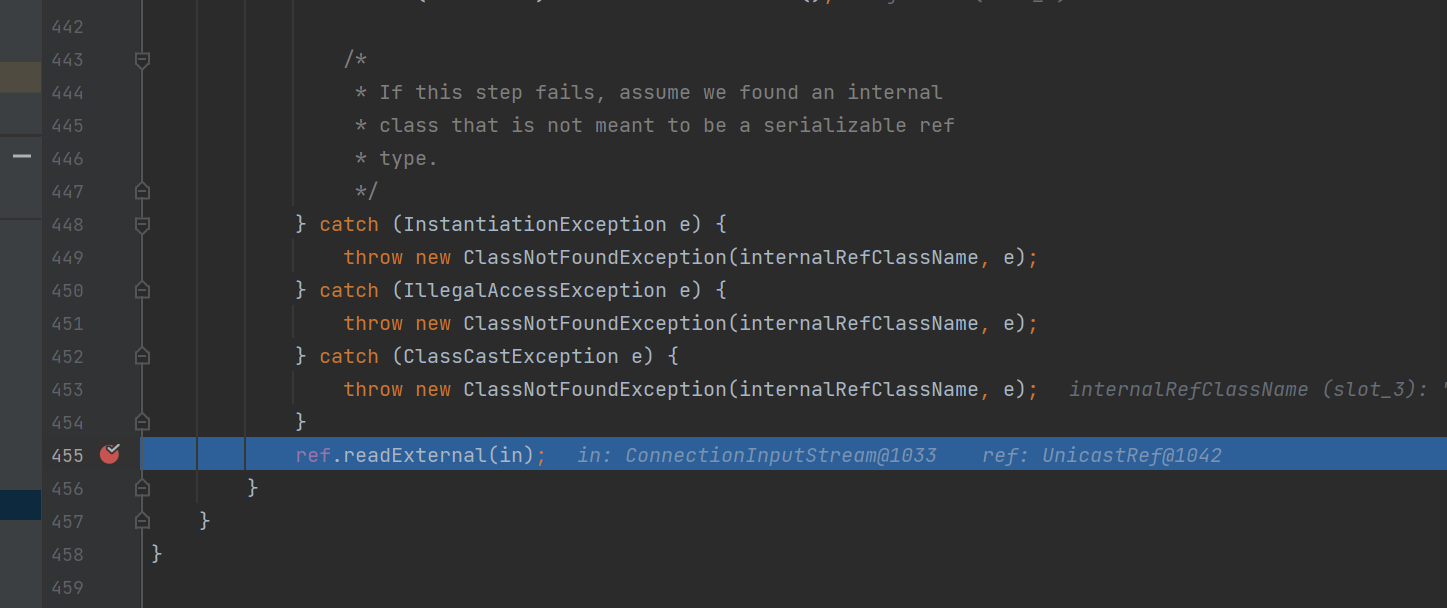 442
443 /*
444 * If this step fails, assume we found an internal
445 * class that is not meant to be a serializable ref
446 * type.
447 */
448 } catch (InstantiationException e) {
449 throw new ClassNotFoundException(internalRefClassName, e);
450 } catch (IllegalAccessException e) {
451 throw new ClassNotFoundException(internalRefClassName, e);
452 } catch (ClassCastException e) {
453 throw new ClassNotFoundException(internalRefClassName, e); internalRefClassName (slot_3): "
454 }
455 ref.readExternal(in); in: ConnectionInputStream@1033 ref: UnicastRef@1042
456 }
457 }
458 }
459